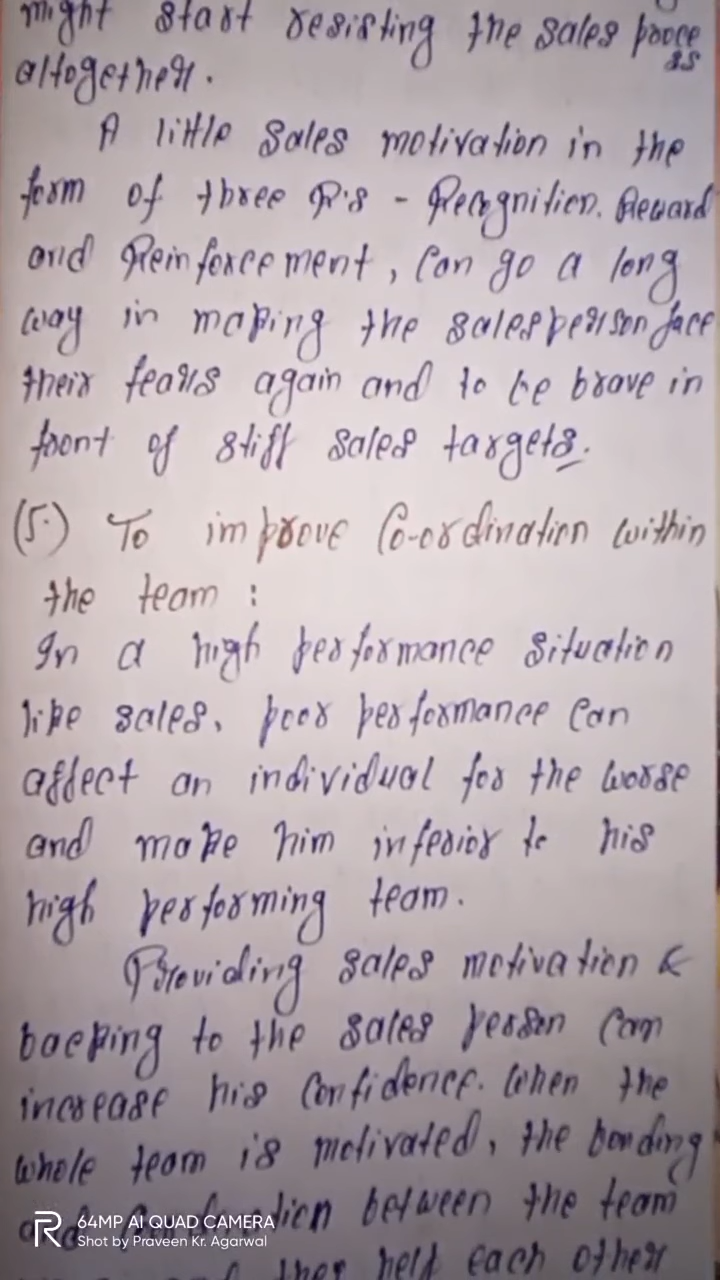 might start resisting the sales proce
ss
altogether.
A little sales motivation in the
form of three R's - Recognition. Reward
and Reinforcement, can go a long
way in making the salesperson face
their fears again and to be brave in
front of stiff sales targets.
(5.) To improve Co-ordination within
the team :
In a high performance situation
like sales, poor performance can
affect an individual for the worse
and make him inferior to his
high performing team.
Providing sales motivation &
backing to the sales person can
increase his confidence. When the
whole team is motivated, the bonding
between the team
they help each other
64MP AI QUAD CAMERA
Shot by Praveen Kr. Agarwal